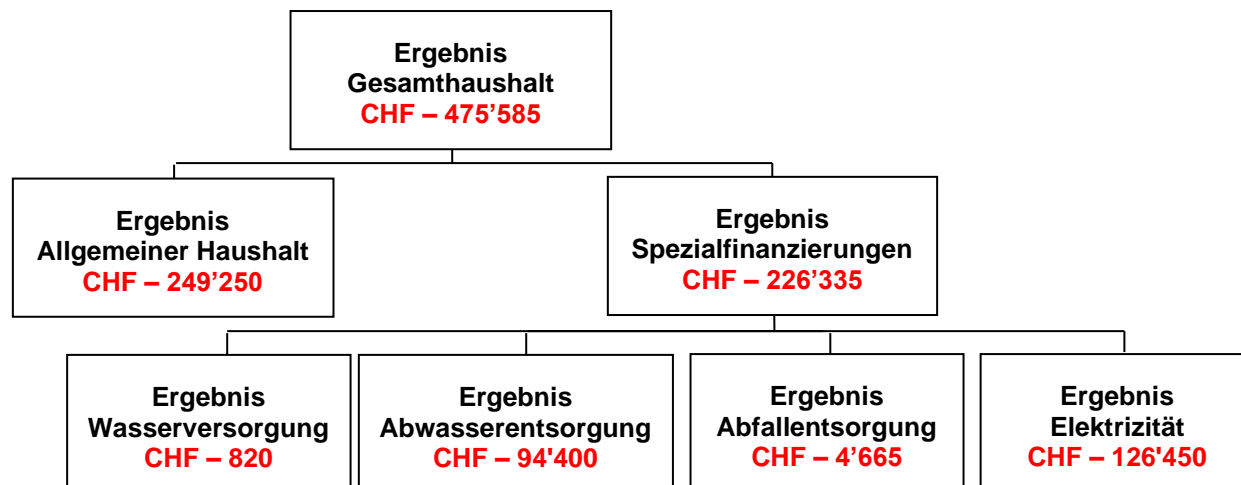 Ergebnis
Gesamthaushalt
CHF – 475’585
Ergebnis
Allgemeiner Haushalt
CHF – 249’250
Ergebnis
Spezialfinanzierungen
CHF – 226’335
Ergebnis
Wasserversorgung
CHF – 820
Ergebnis
Abwasserentsorgung
CHF – 94'400
Ergebnis
Abfallentsorgung
CHF – 4’665
Ergebnis
Elektrizität
CHF – 126'450